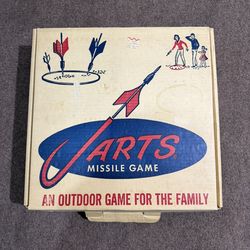 JARTS
MISSILE GAME
AN OUTDOOR GAME FOR THE FAMILY